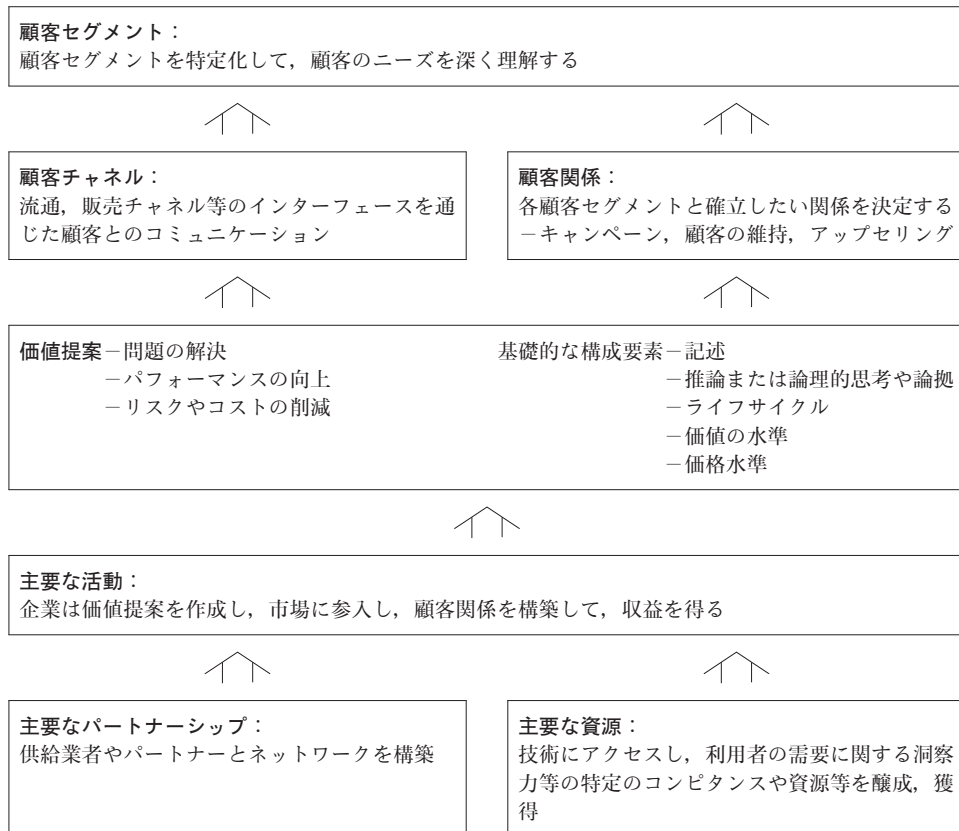 顧客セグメント：
顧客セグメントを特定化して，顧客のニーズを深く理解する
顧客チャネル：
流通，販売チャネル等のインターフェースを通
じた顧客とのコミュニケーション
顧客関係：
各顧客セグメントと確立したい関係を決定する
－キャンペーン，顧客の維持，アップセリング
価値提案－問題の解決
－パフォーマンスの向上
－リスクやコストの削減
基礎的な構成要素－記述
－推論または論理的思考や論拠
－ライフサイクル
－価値の水準
－価格水準
主要な活動：
企業は価値提案を作成し，市場に参入し，顧客関係を構築して，収益を得る
主要なパートナーシップ：
供給業者やパートナーとネットワークを構築
主要な資源：
技術にアクセスし，利用者の需要に関する洞察
力等の特定のコンピタンスや資源等を醸成，獲
得